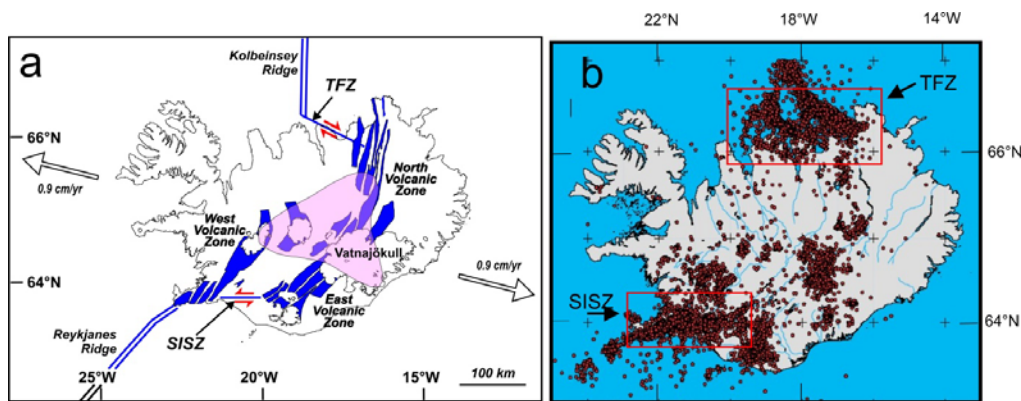 a
Kolbeinsey
Ridge
TFZ
66°N
0.9 cm/yr
North
Volcanic
Zone
West
Volcanic
Zone
Vatnajökull
64°N
0.9 cm/yr
East
Volcanic
Zone
SISZ
Reykjanes
Ridge
25°W
20°W
15°W
100 km
22°N
18°N
14°N
b
TFZ
66°N
SISZ
64°N